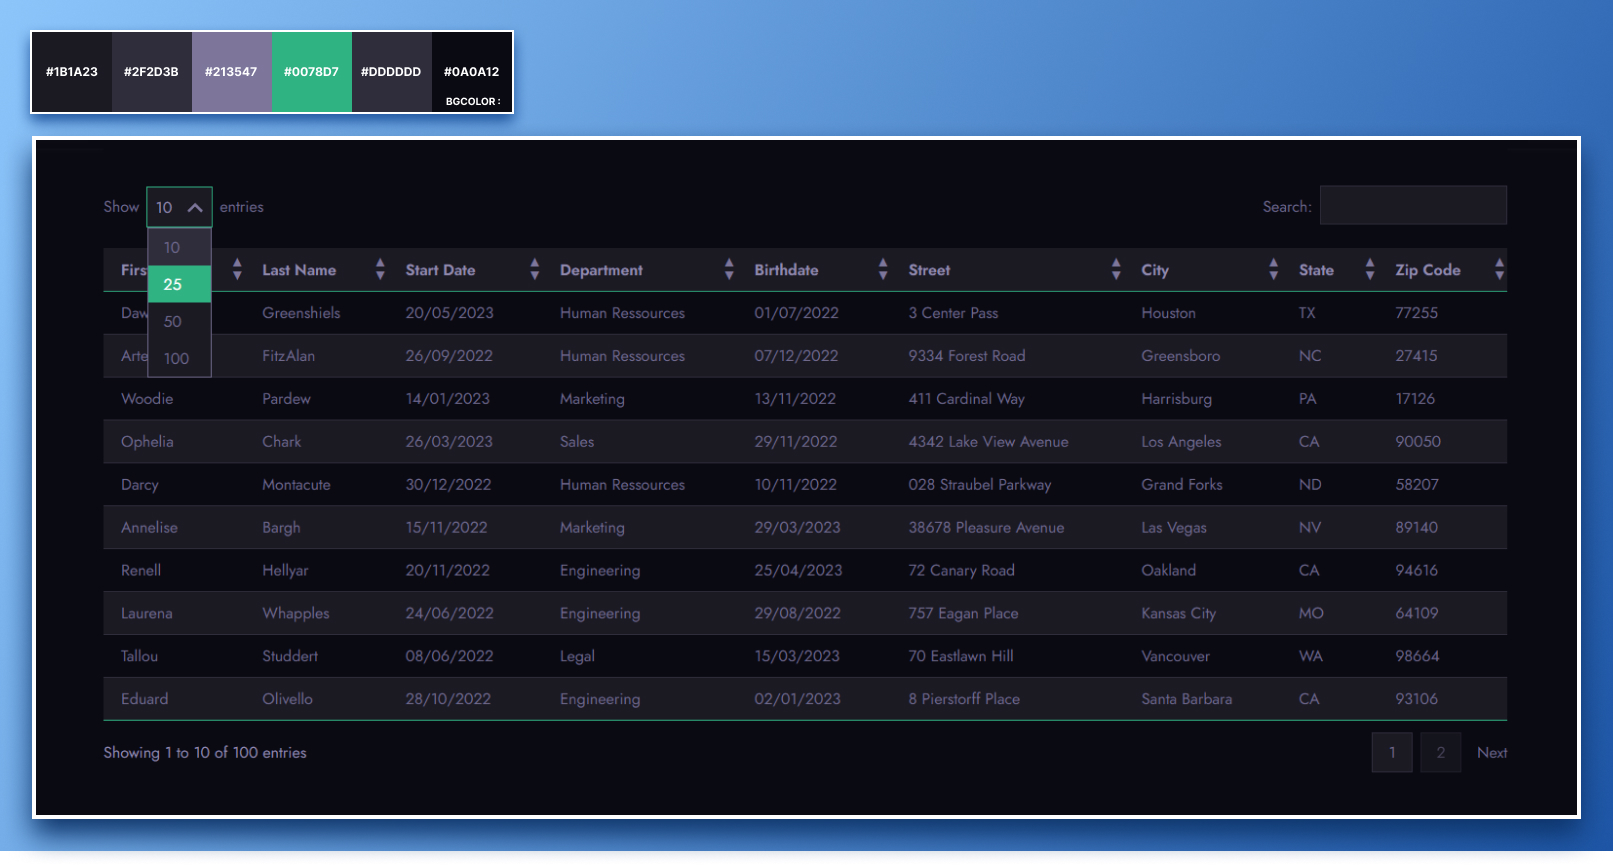 #1B1A23 #2F2D3B #213547 #0078D7 #DDDDDD #0A0A12
BGCOLOR :
Show 10 entries Search:
10
25
50
100
Last Name Start Date Department Birthdate Street City State Zip Code
Greenshiels 20/05/2023 Human Ressources 01/07/2022 3 Center Pass Houston TX 77255
FitzAlan 26/09/2022 Human Ressources 07/12/2022 9334 Forest Road Greensboro NC 27415
Woodie Pardew 14/01/2023 Marketing 13/11/2022 411 Cardinal Way Harrisburg PA 17126
Ophelia Chark 26/03/2023 Sales 29/11/2022 4342 Lake View Avenue Los Angeles CA 90050
Darcy Montacute 30/12/2022 Human Ressources 10/11/2022 028 Straubel Parkway Grand Forks ND 58207
Annelise Bargh 15/11/2022 Marketing 29/03/2023 38678 Pleasure Avenue Las Vegas NV 89140
Renell Hellyar 20/11/2022 Engineering 25/04/2023 72 Canary Road Oakland CA 94616
Laurena Whapples 24/06/2022 Engineering 29/08/2022 757 Eagan Place Kansas City MO 64109
Tallou Studdert 08/06/2022 Legal 15/03/2023 70 Eastlawn Hill Vancouver WA 98664
Eduard Olivello 28/10/2022 Engineering 02/01/2023 8 Pierstorff Place Santa Barbara CA 93106
Showing 1 to 10 of 100 entries 1 2 Next